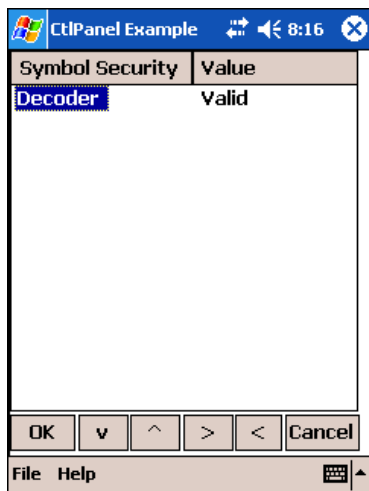 CtlPanel Example 8:16
Symbol Security Value
Decoder Valid
OK v ^ > < Cancel
File Help